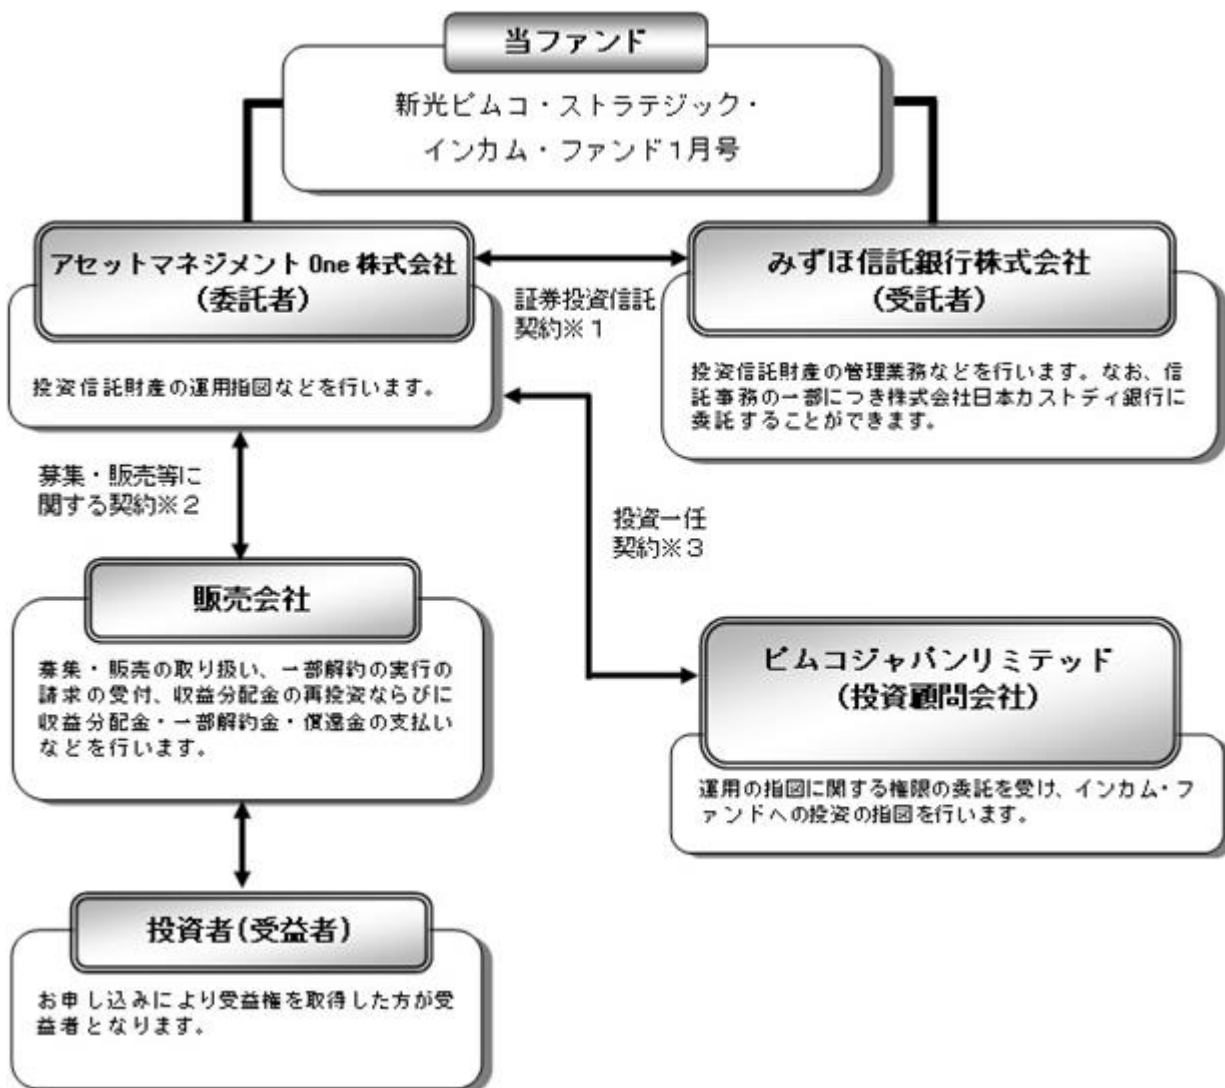 当ファンド
新光ピムコ・ストラテジック・
インカム・ファンド1月号
アセットマネジメント One 株式会社
(委託者)
投資信託財産の運用指図などを行います。
証券投資信託
契約※1
みずほ信託銀行株式会社
(受託者)
投資信託財産の管理業務などを行います。なお、信
託事務の一部につき株式会社日本カストディ銀行に
委託することができます。
募集・販売等に
関する契約※2
投資一任
契約※3
販売会社
募集・販売の取り扱い、一部解約の実行の
請求の受付、収益分配金の再投資ならびに
収益分配金・一部解約金・償還金の支払い
などを行います。
ピムコジャパンリミテッド
(投資顧問会社)
運用の指図に関する権限の委託を受け、インカム・フ
ァンドへの投資の指図を行います。
投資者(受益者)
お申し込みにより受益権を取得した方が受
益者となります。